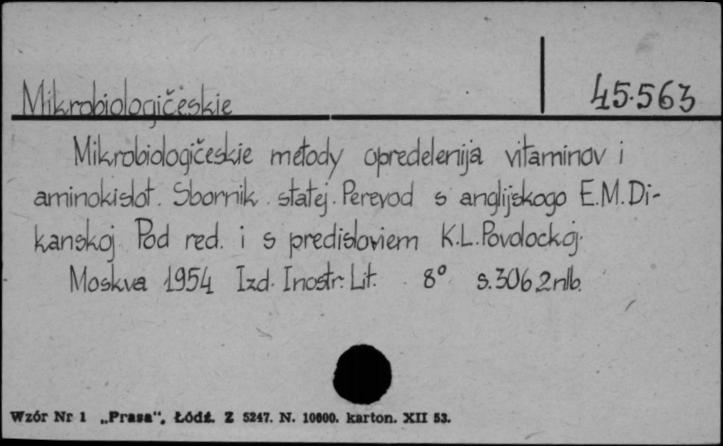 Mikrobiologičeskie 45.563
Mikrobiologičeskie metody opredelenija vitaminov i
aminokislot. Sbornik statej. Perevod s anglijskogo E.M.Di-
kanskoj Pod red. i s predisloviem K.L.Povolockoj.
Moskva 1954 Izd. Inostr. Lit. 8° s.306,2nlb.
Wzór Nr 1 „Prasa", Łódź. Z 5247. N. 10000. karton. XII 53.